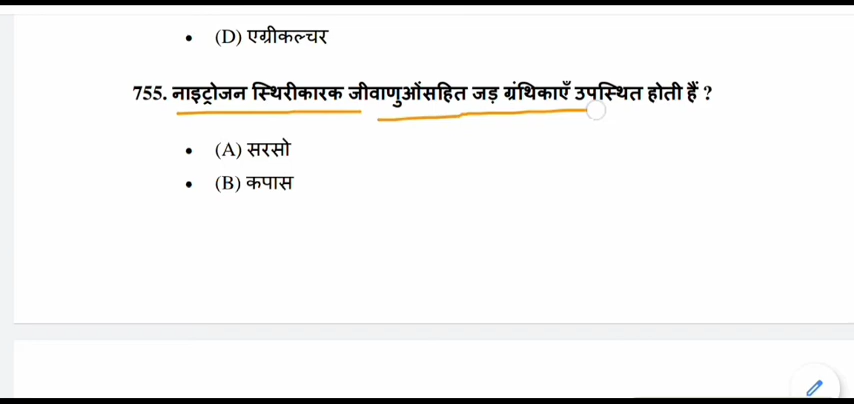 • (D) एग्रीकल्चर
755. नाइट्रोजन स्थिरीकारक जीवाणुओंसहित जड़ ग्रंथिकाएँ उपस्थित होती हैं ?
• (A) सरसो
• (B) कपास